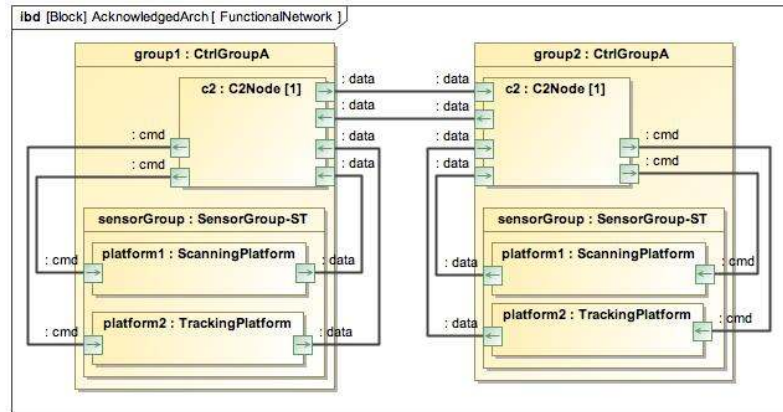 ibd [Block] AcknowledgedArch [ FunctionalNetwork ]
group1 : CtrlGroupA
group2 : CtrlGroupA
c2 : C2Node [1]
: data
: data
c2 : C2Node [1]
: data
: data
: cmd
: data
: data
: cmd
: cmd
: data
: data
: cmd
sensorGroup : SensorGroup-ST
sensorGroup : SensorGroup-ST
platform1 : ScanningPlatform
platform1 : ScanningPlatform
: cmd
: data
: data
: cmd
platform2 : TrackingPlatform
platform2 : TrackingPlatform
: cmd
: data
: data
: cmd